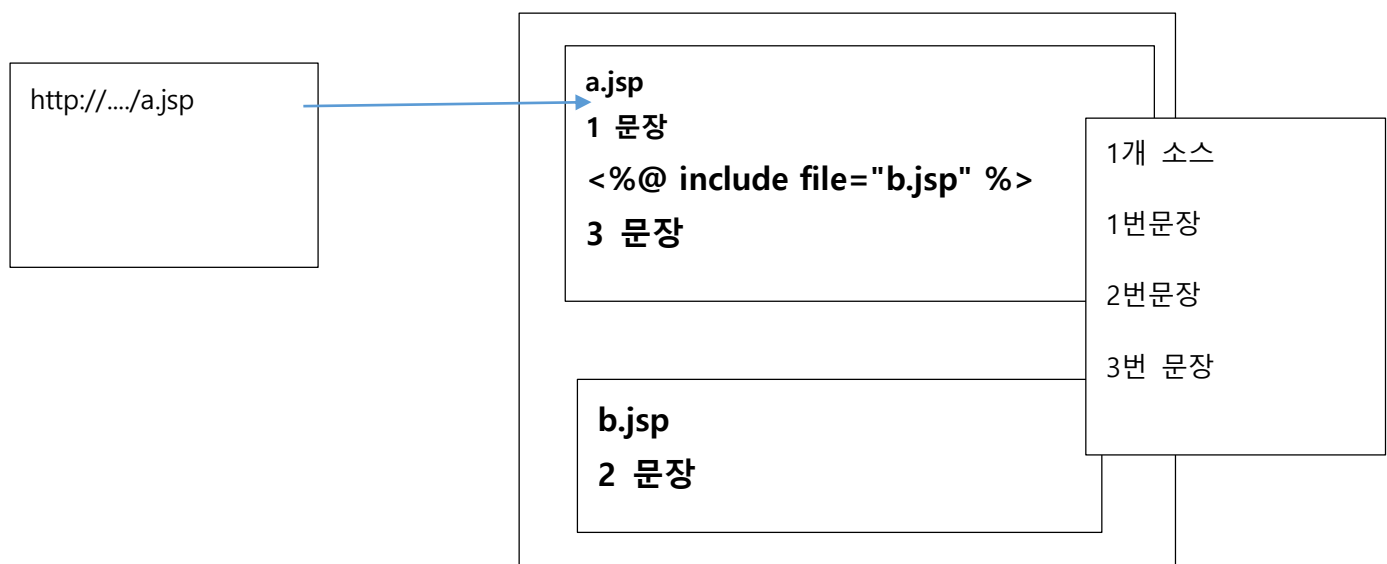 http://..../a.jsp
a.jsp
1 문장
<%@ include file="b.jsp" %>
3 문장
1개 소스
1번문장
2번문장
3번 문장
b.jsp
2 문장